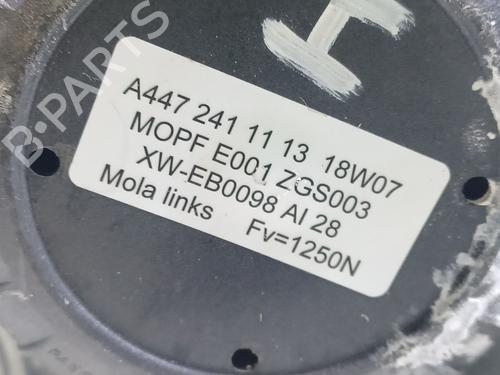 B-PARTS
A447 241 11 13 18W07
MOPF E001 ZGS003
XW-EB0098 AI 28
Mola links Fv=1250N